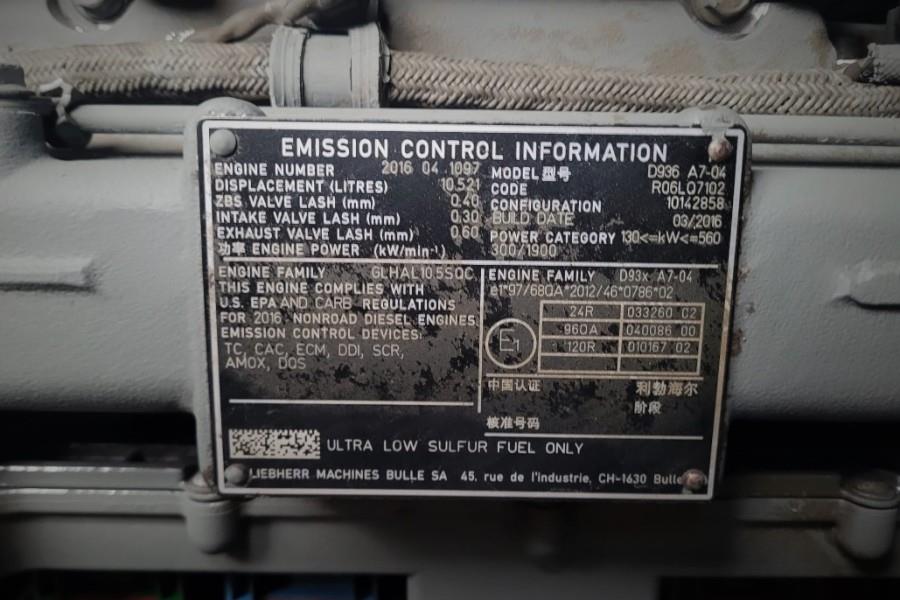 EMISSION CONTROL INFORMATION
ENGINE NUMBER 2016 04 1097
DISPLACEMENT (LITRES) 10.521
ZBS VALVE LASH (mm) 0.40
INTAKE VALVE LASH (mm) 0.30
EXHAUST VALVE LASH (mm) 0.60
功率 ENGINE POWER (kW/min⁻¹) 300/1900
MODEL 型号 D936 A7-04
CODE R06LQ7102
CONFIGURATION 10142858
BUILD DATE 03/2016
POWER CATEGORY 130<=kW<=560
ENGINE FAMILY GLHAL10.5SQC
THIS ENGINE COMPLIES WITH
U.S. EPA AND CARB REGULATIONS
FOR 2016 NONROAD DIESEL ENGINES
EMISSION CONTROL DEVICES:
TC, CAC, ECM, DDI, SCR,
AMOX, DQS
ENGINE FAMILY D93x A7-04
e1*97/68QA*2012/46*0786*02
E1
24R 033260 02
96QA 040086 00
120R 010167 02
中国认证 利勃海尔
阶段
核准号码
ULTRA LOW SULFUR FUEL ONLY
LIEBHERR MACHINES BULLE SA 45, rue de l'industrie, CH-1630 Bulle